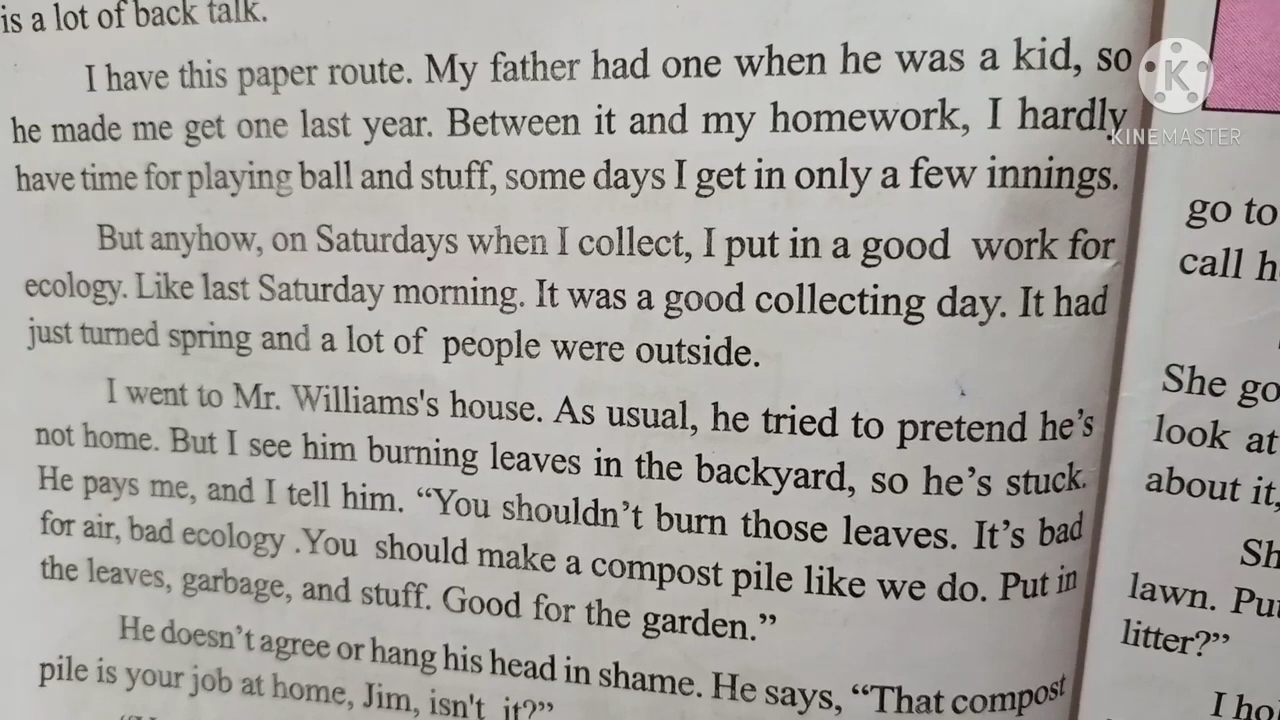 is a lot of back talk.
I have this paper route. My father had one when he was a kid, so
he made me get one last year. Between it and my homework, I hardly
have time for playing ball and stuff, some days I get in only a few innings.
But anyhow, on Saturdays when I collect, I put in a good work for
ecology. Like last Saturday morning. It was a good collecting day. It had
just turned spring and a lot of people were outside.
I went to Mr. Williams's house. As usual, he tried to pretend he's
not home. But I see him burning leaves in the backyard, so he's stuck.
He pays me, and I tell him. “You shouldn't burn those leaves. It's bad
for air, bad ecology .You should make a compost pile like we do. Put in
the leaves, garbage, and stuff. Good for the garden.”
He doesn't agree or hang his head in shame. He says, “That compost
pile is your job at home, Jim, isn't it?”
K
KINEMASTER
go to
call h
She go
look at
about it,
Sh
lawn. Pu
litter?”
I ho